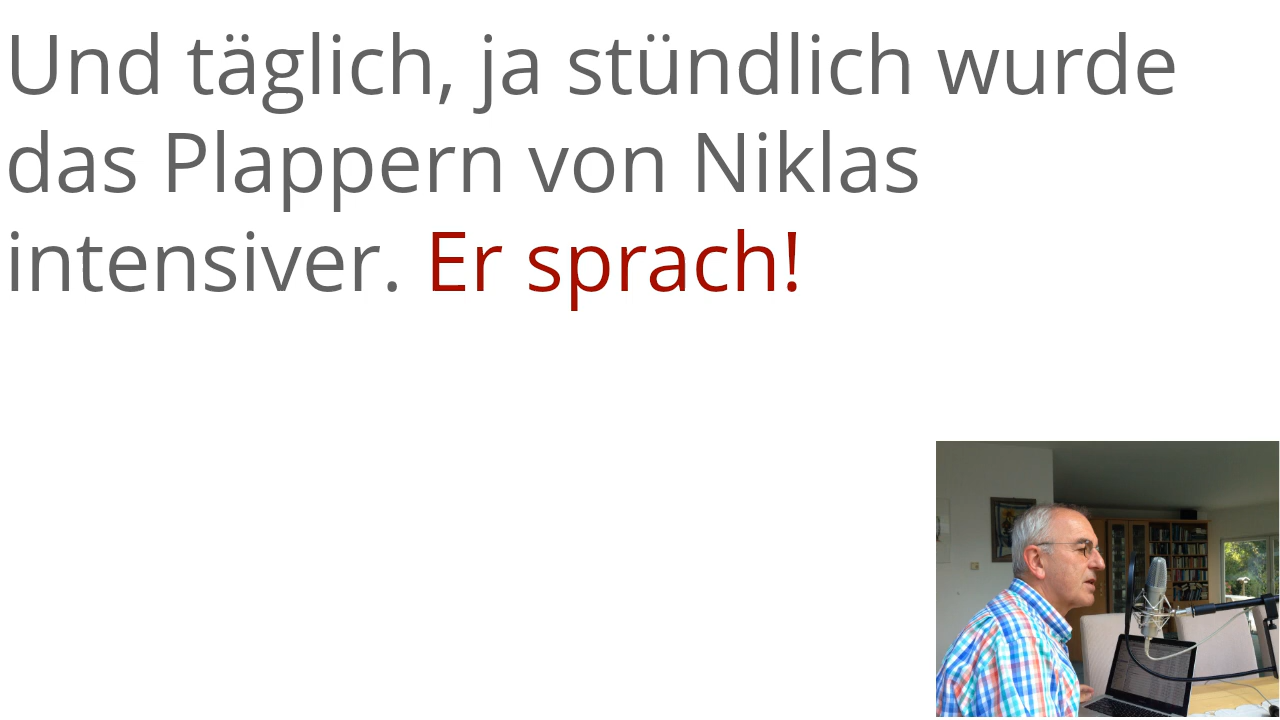 Und täglich, ja stündlich wurde
das Plappern von Niklas
intensiver. Er sprach!